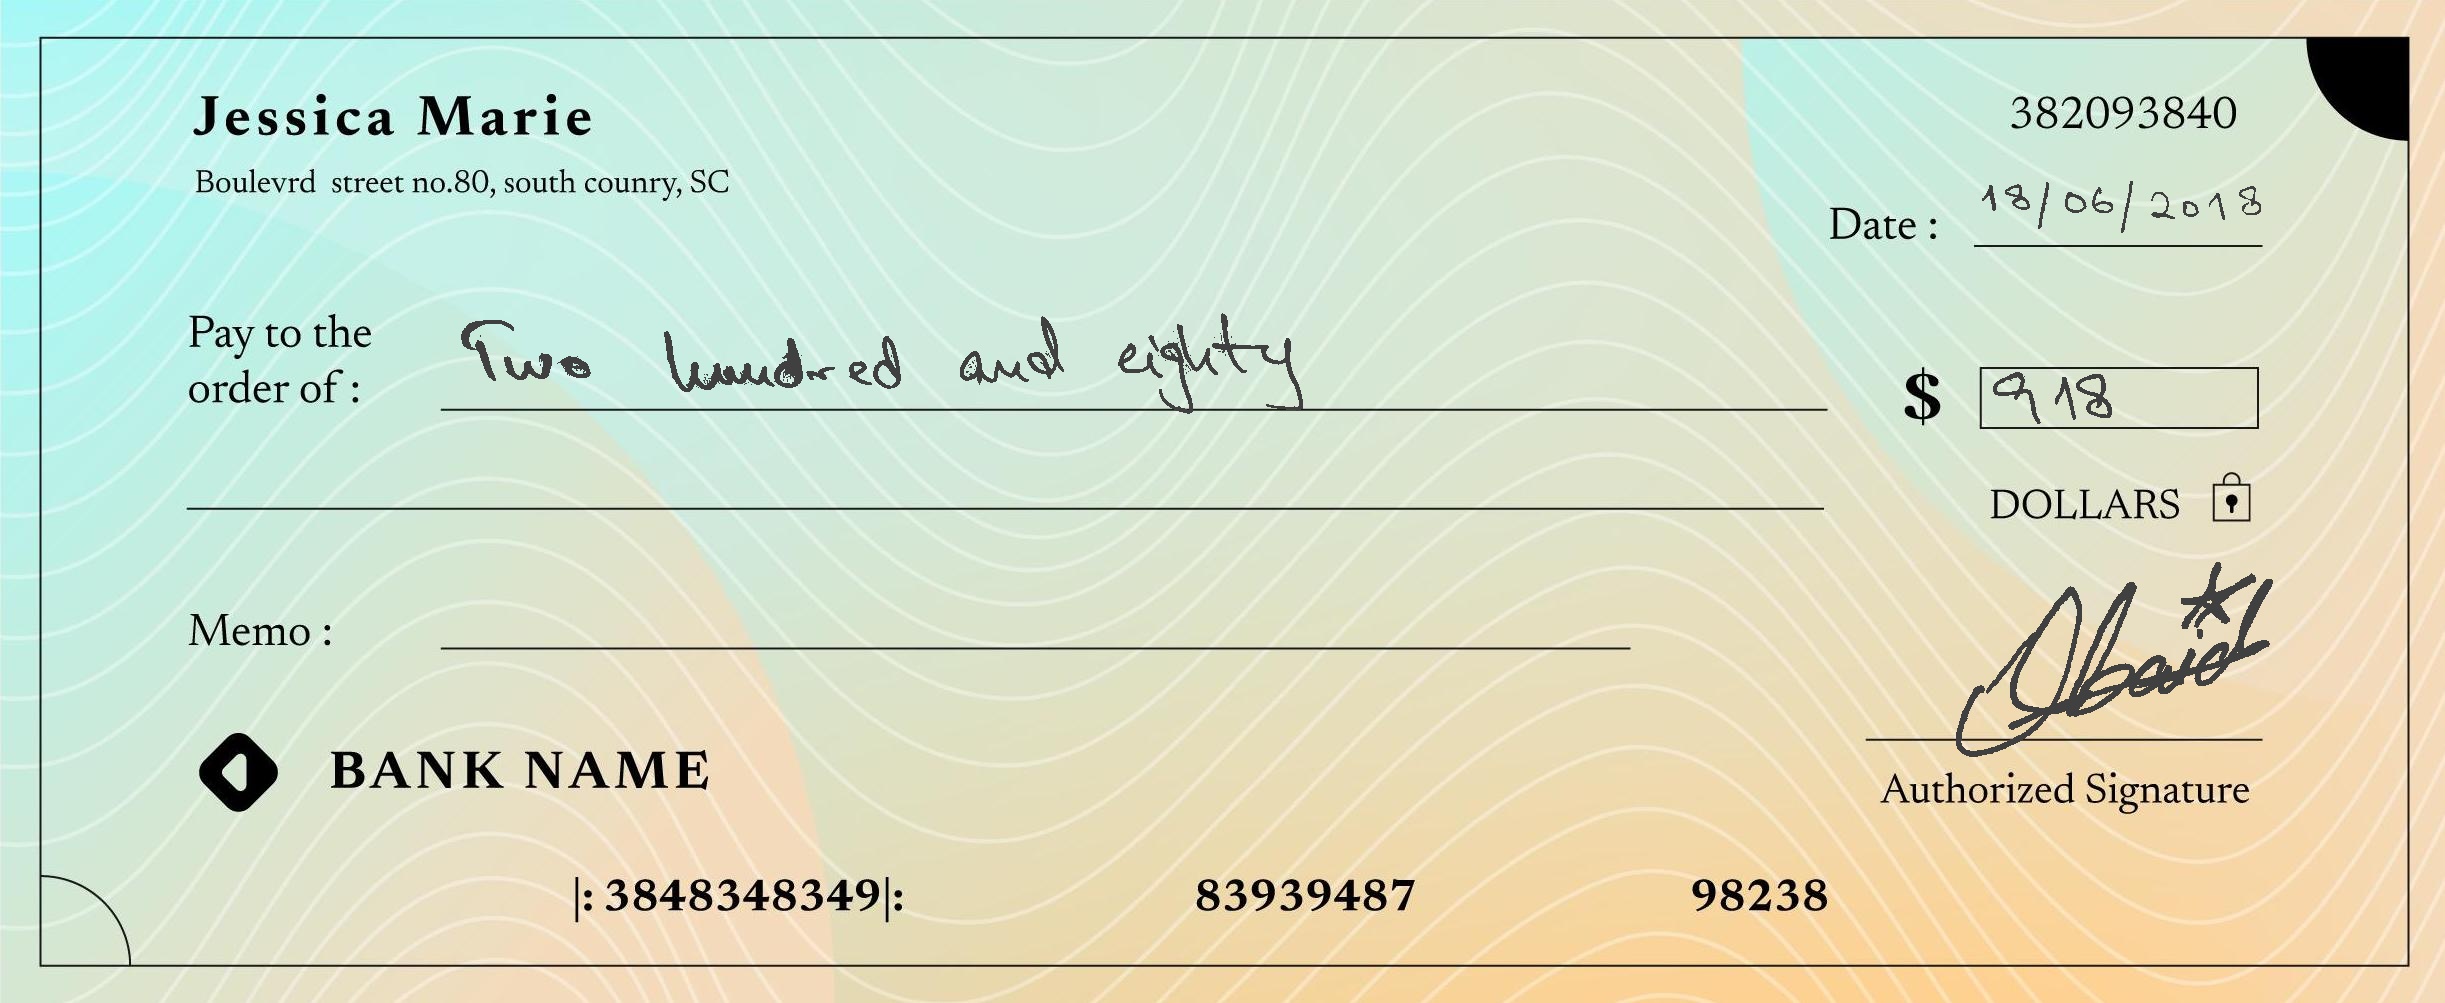 Jessica Marie
382093840
Boulevrd street no.80, south counry, SC
Date : 18/06/2018
Pay to the
order of : Two hundred and eighty
$ 918
DOLLARS
Memo :
Obaid
BANK NAME
Authorized Signature
|: 3848348349|: 83939487 98238